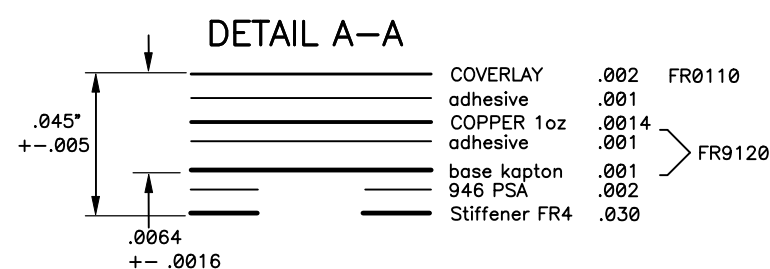 DETAIL A-A
COVERLAY .002 FR0110
adhesive .001
COPPER 1oz .0014
adhesive .001
FR9120
base kapton .001
946 PSA .002
Stiffener FR4 .030
.045"
+-.005
.0064
+- .0016